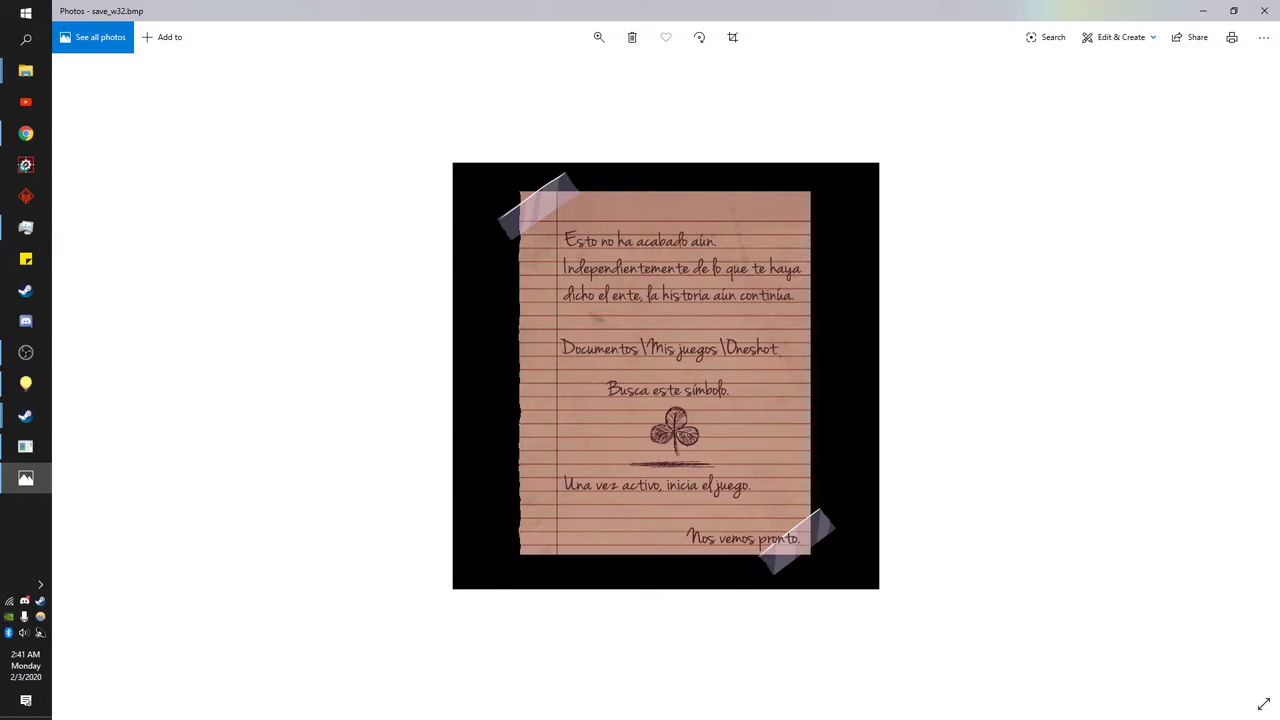 Photos - save_w32.bmp
See all photos
Add to
Search
Edit & Create
Share
Esto no ha acabado aún.
Independientemente de lo que te haya
dicho el ente, la historia aún continúa.
Documentos\Mis juegos\Oneshot
Busca este símbolo.
Una vez activo, inicia el juego.
Nos vemos pronto.
2:41 AM
Monday
2/3/2020